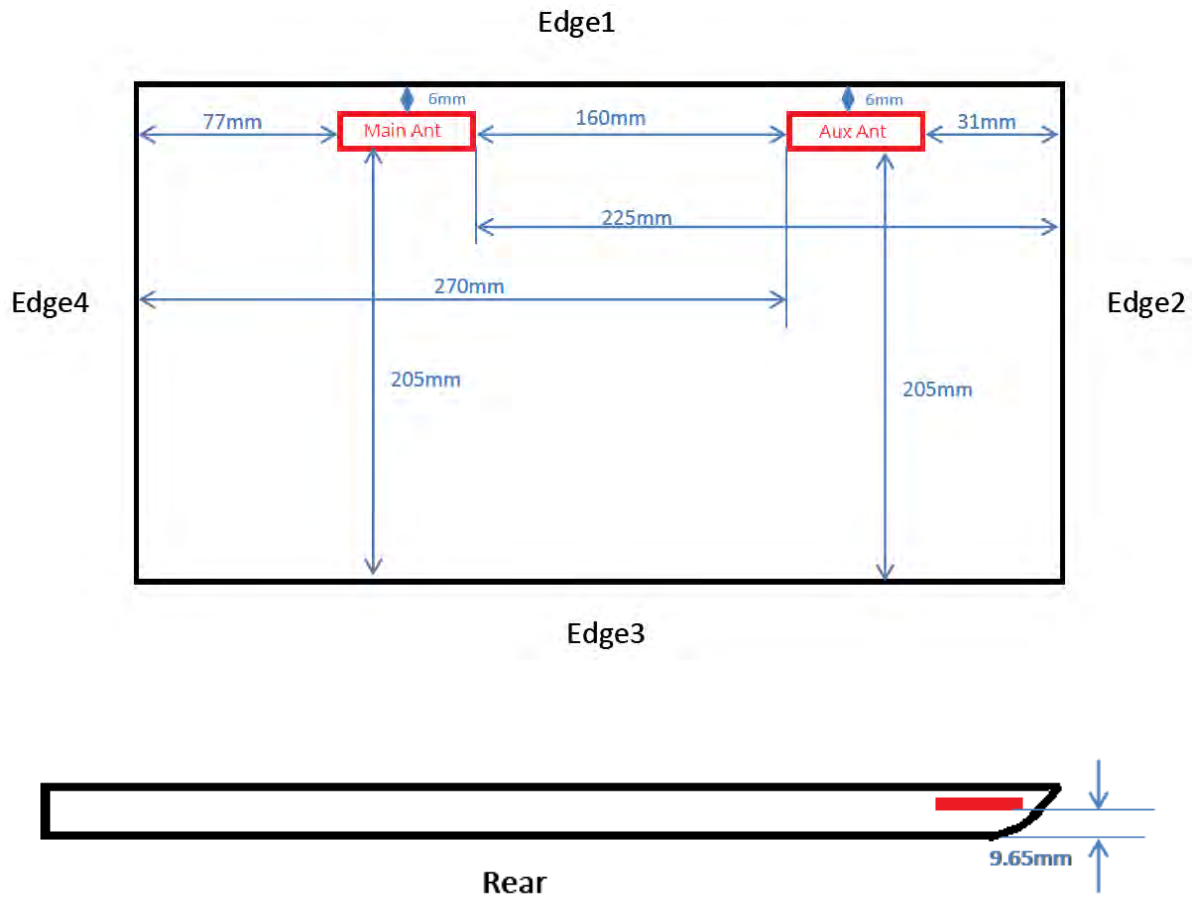 Edge1
6mm
6mm
77mm
Main Ant
160mm
Aux Ant
31mm
225mm
270mm
Edge4
Edge2
205mm
205mm
Edge3
9.65mm
Rear